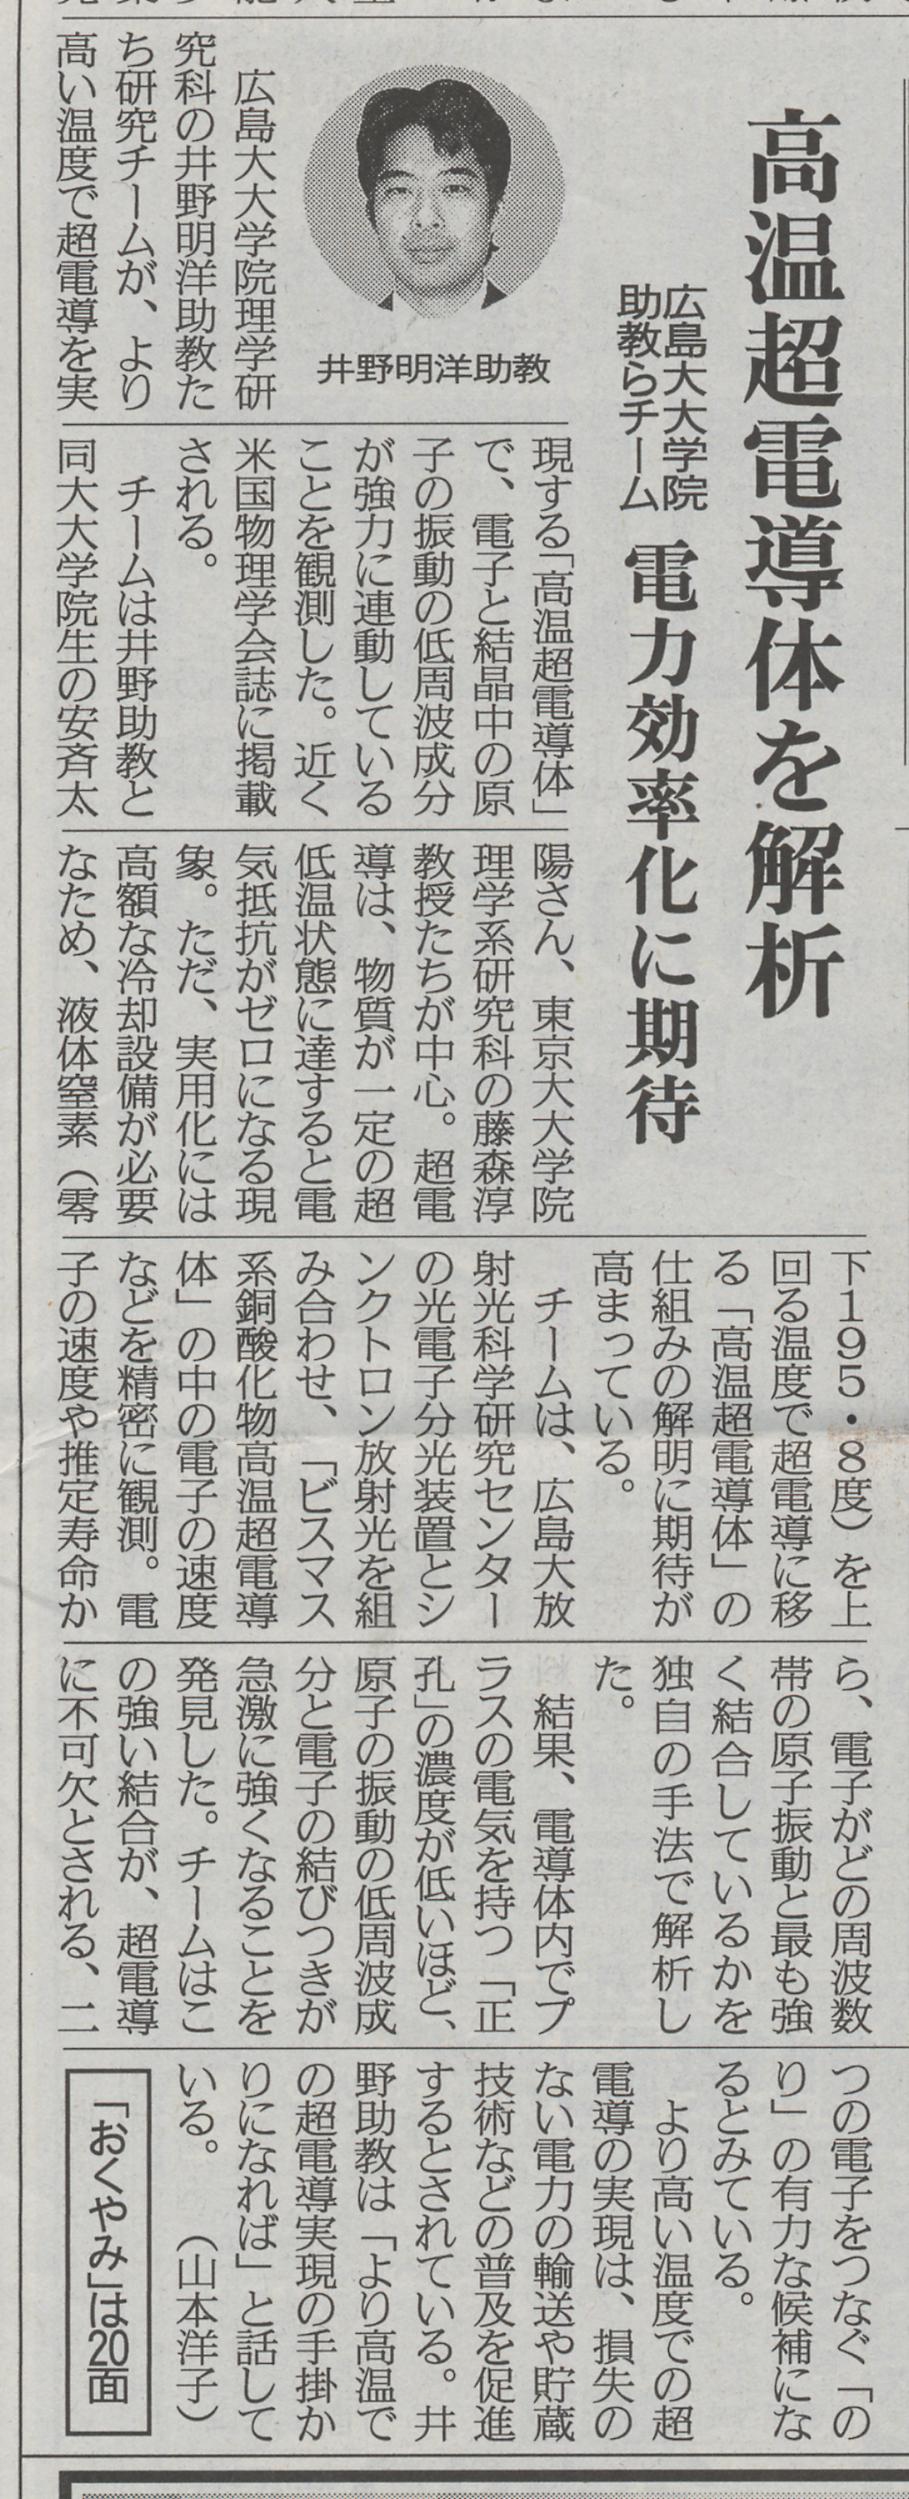 高温超電導体を解析
広島大大学院
助教らチーム
電力効率化に期待
井野明洋助教
広島大大学院理学研
究科の井野明洋助教た
ち研究チームが、より
高い温度で超電導を実
現する「高温超電導体」
で、電子と結晶中の原
子の振動の低周波成分
が強力に連動している
ことを観測した。近く
米国物理学会誌に掲載
される。
チームは井野助教と
同大大学院生の安斉太
陽さん、東京大大学院
理学系研究科の藤森淳
教授たちが中心。超電
導は、物質が一定の超
低温状態に達すると電
気抵抗がゼロになる現
象。ただ、実用化には
高額な冷却設備が必要
なため、液体窒素（零
下195・8度）を上
回る温度で超電導に移
る「高温超電導体」の
仕組みの解明に期待が
高まっている。
チームは、広島大放
射光科学研究センター
の光電子分光装置とシ
ンクトロン放射光を組
み合わせ、「ビスマス
系銅酸化物高温超電導
体」の中の電子の速度
などを精密に観測。電
子の速度や推定寿命か
ら、電子がどの周波数
帯の原子振動と最も強
く結合しているかを
独自の手法で解析し
た。
結果、電導体内でプ
ラスの電気を持つ「正
孔」の濃度が低いほど、
原子の振動の低周波成
分と電子の結びつきが
急激に強くなることを
発見した。チームはこ
の強い結合が、超電導
に不可欠とされる、二
つの電子をつなぐ「の
り」の有力な候補にな
るとみている。
より高い温度での超
電導の実現は、損失の
ない電力の輸送や貯蔵
技術などの普及を促進
するとされている。井
野助教は「より高温で
の超電導実現の手掛か
りになれば」と話して
いる。　（山本洋子）
「おくやみ」は20面